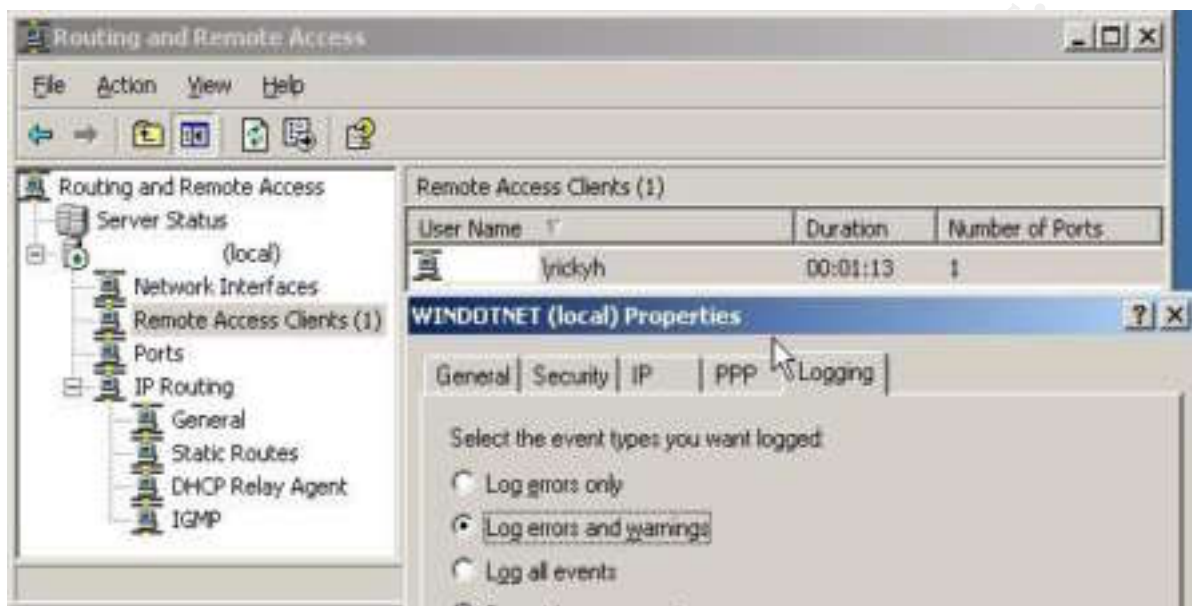 Routing and Remote Access
File Action View Help
Routing and Remote Access
Server Status
(local)
Network Interfaces
Remote Access Clients (1)
Ports
IP Routing
General
Static Routes
DHCP Relay Agent
IGMP
Remote Access Clients (1)
User Name Duration Number of Ports
\rickyh 00:01:13 1
WINDOTNET (local) Properties
General Security IP PPP Logging
Select the event types you want logged:
Log errors only
Log errors and warnings
Log all events